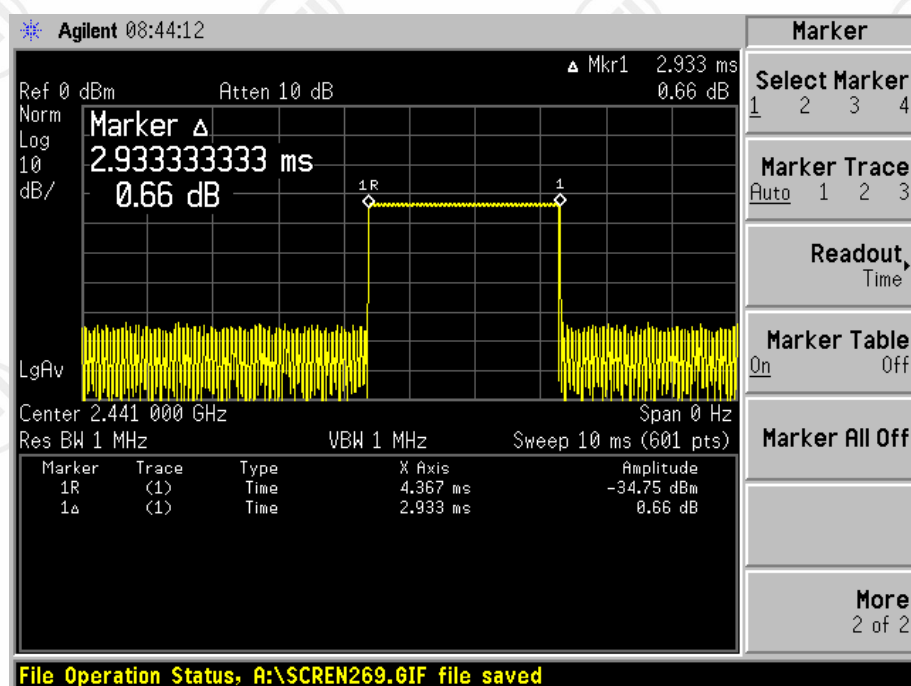 Agilent 08:44:12
Marker
Δ Mkr1 2.933 ms
Ref 0 dBm Atten 10 dB 0.66 dB
Norm
Log
10
dB/
Marker Δ
2.933333333 ms
0.66 dB
1R 1
LgAv
Center 2.441 000 GHz Span 0 Hz
Res BW 1 MHz VBW 1 MHz Sweep 10 ms (601 pts)
Marker Trace Type X Axis Amplitude
1R (1) Time 4.367 ms -34.75 dBm
1Δ (1) Time 2.933 ms 0.66 dB
Select Marker
1 2 3 4
Marker Trace
Auto 1 2 3
Readout
Time
Marker Table
On Off
Marker All Off
More
2 of 2
File Operation Status, A:\SCREN269.GIF file saved